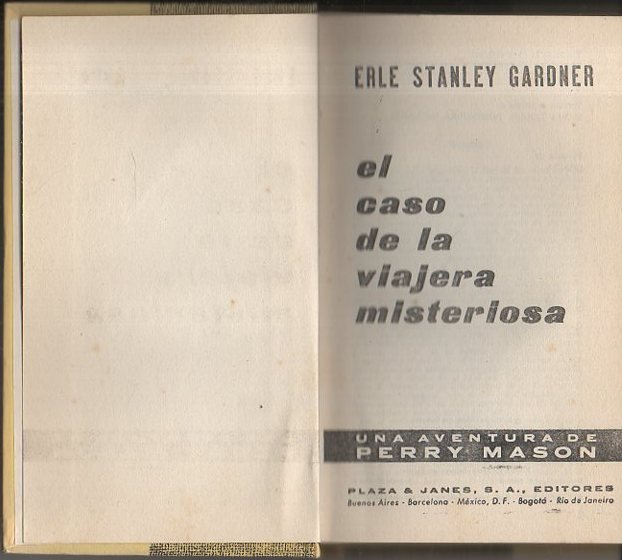 ERLE STANLEY GARDNER
el
caso
de la
viajera
misteriosa
UNA AVENTURA DE
PERRY MASON
PLAZA & JANES, S. A., EDITORES
Buenos Aires - Barcelona - México, D. F. - Bogotá - Río de Janeiro